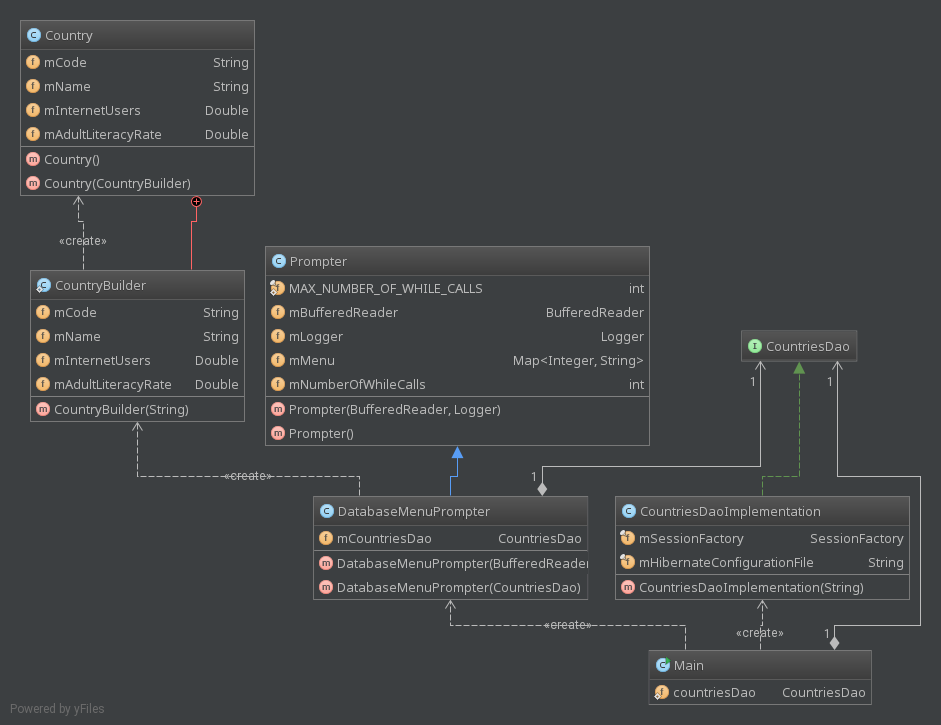 Country
mCode String
mName String
mInternetUsers Double
mAdultLiteracyRate Double
Country()
Country(CountryBuilder)
«create»
CountryBuilder
mCode String
mName String
mInternetUsers Double
mAdultLiteracyRate Double
CountryBuilder(String)
Prompter
MAX_NUMBER_OF_WHILE_CALLS int
mBufferedReader BufferedReader
mLogger Logger
mMenu Map<Integer, String>
mNumberOfWhileCalls int
Prompter(BufferedReader, Logger)
Prompter()
CountriesDao
1
1
«create»
1
DatabaseMenuPrompter
mCountriesDao CountriesDao
DatabaseMenuPrompter(BufferedReader
DatabaseMenuPrompter(CountriesDao)
CountriesDaoImplementation
mSessionFactory SessionFactory
mHibernateConfigurationFile String
CountriesDaoImplementation(String)
«create»
«create»
1
Main
countriesDao CountriesDao
Powered by yFiles